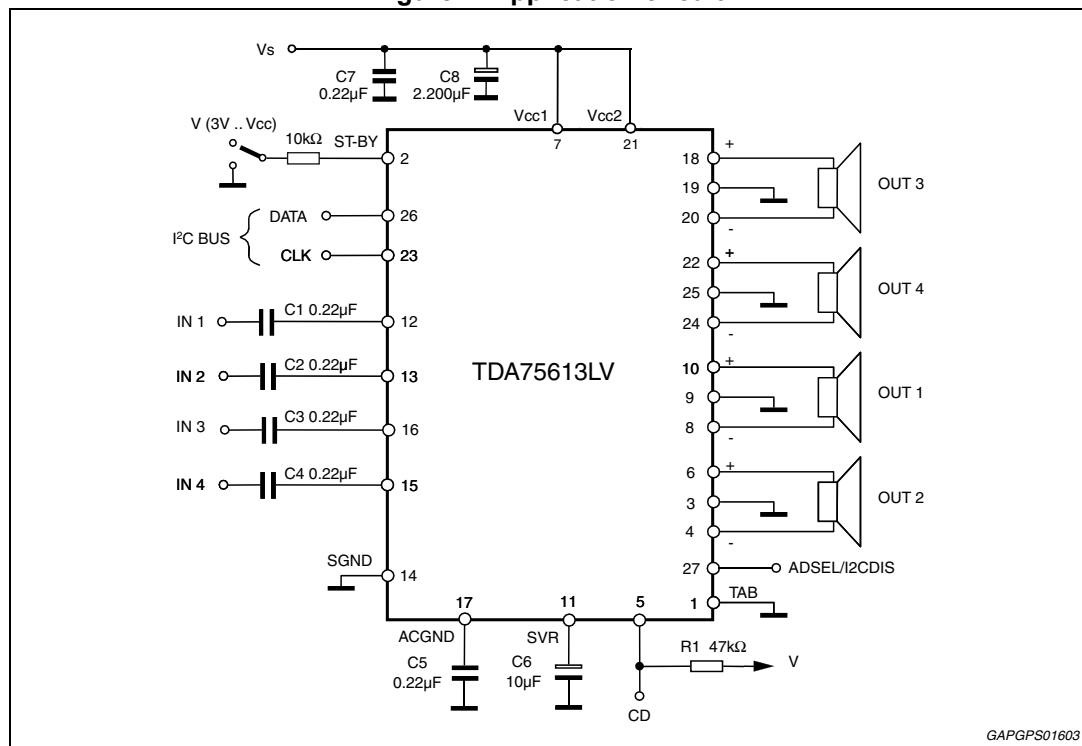 Vs
C7
0.22µF
C8
2.200µF
Vcc1
Vcc2
7
21
V (3V .. Vcc)
10kΩ
ST-BY
2
I²C BUS
DATA
26
CLK
23
IN 1
C1 0.22µF
12
IN 2
C2 0.22µF
13
IN 3
C3 0.22µF
16
IN 4
C4 0.22µF
15
SGND
14
TDA75613LV
18
+
19
20
-
OUT 3
22
+
25
24
-
OUT 4
10
+
9
8
-
OUT 1
6
+
3
4
-
OUT 2
27
ADSEL/I2CDIS
1
TAB
17
11
5
ACGND
SVR
C5
0.22µF
C6
10µF
R1 47kΩ
V
CD
GAPGPS01603